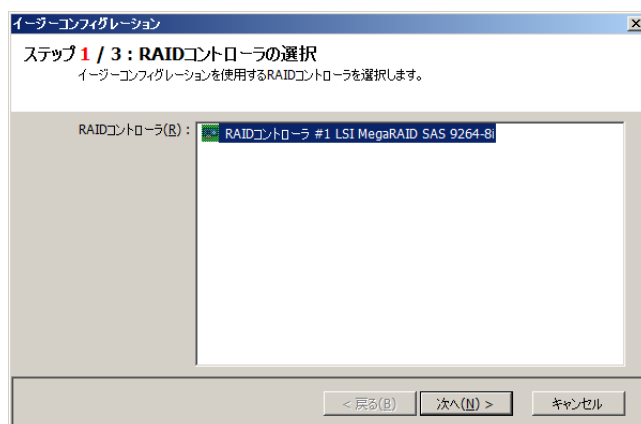 イージーコンフィグレーション
ステップ 1 / 3 : RAIDコントローラの選択
イージーコンフィグレーションを使用するRAIDコントローラを選択します。
RAIDコントローラ(R) : RAIDコントローラ #1 LSI MegaRAID SAS 9264-8i
< 戻る(B) 次へ(N) > キャンセル